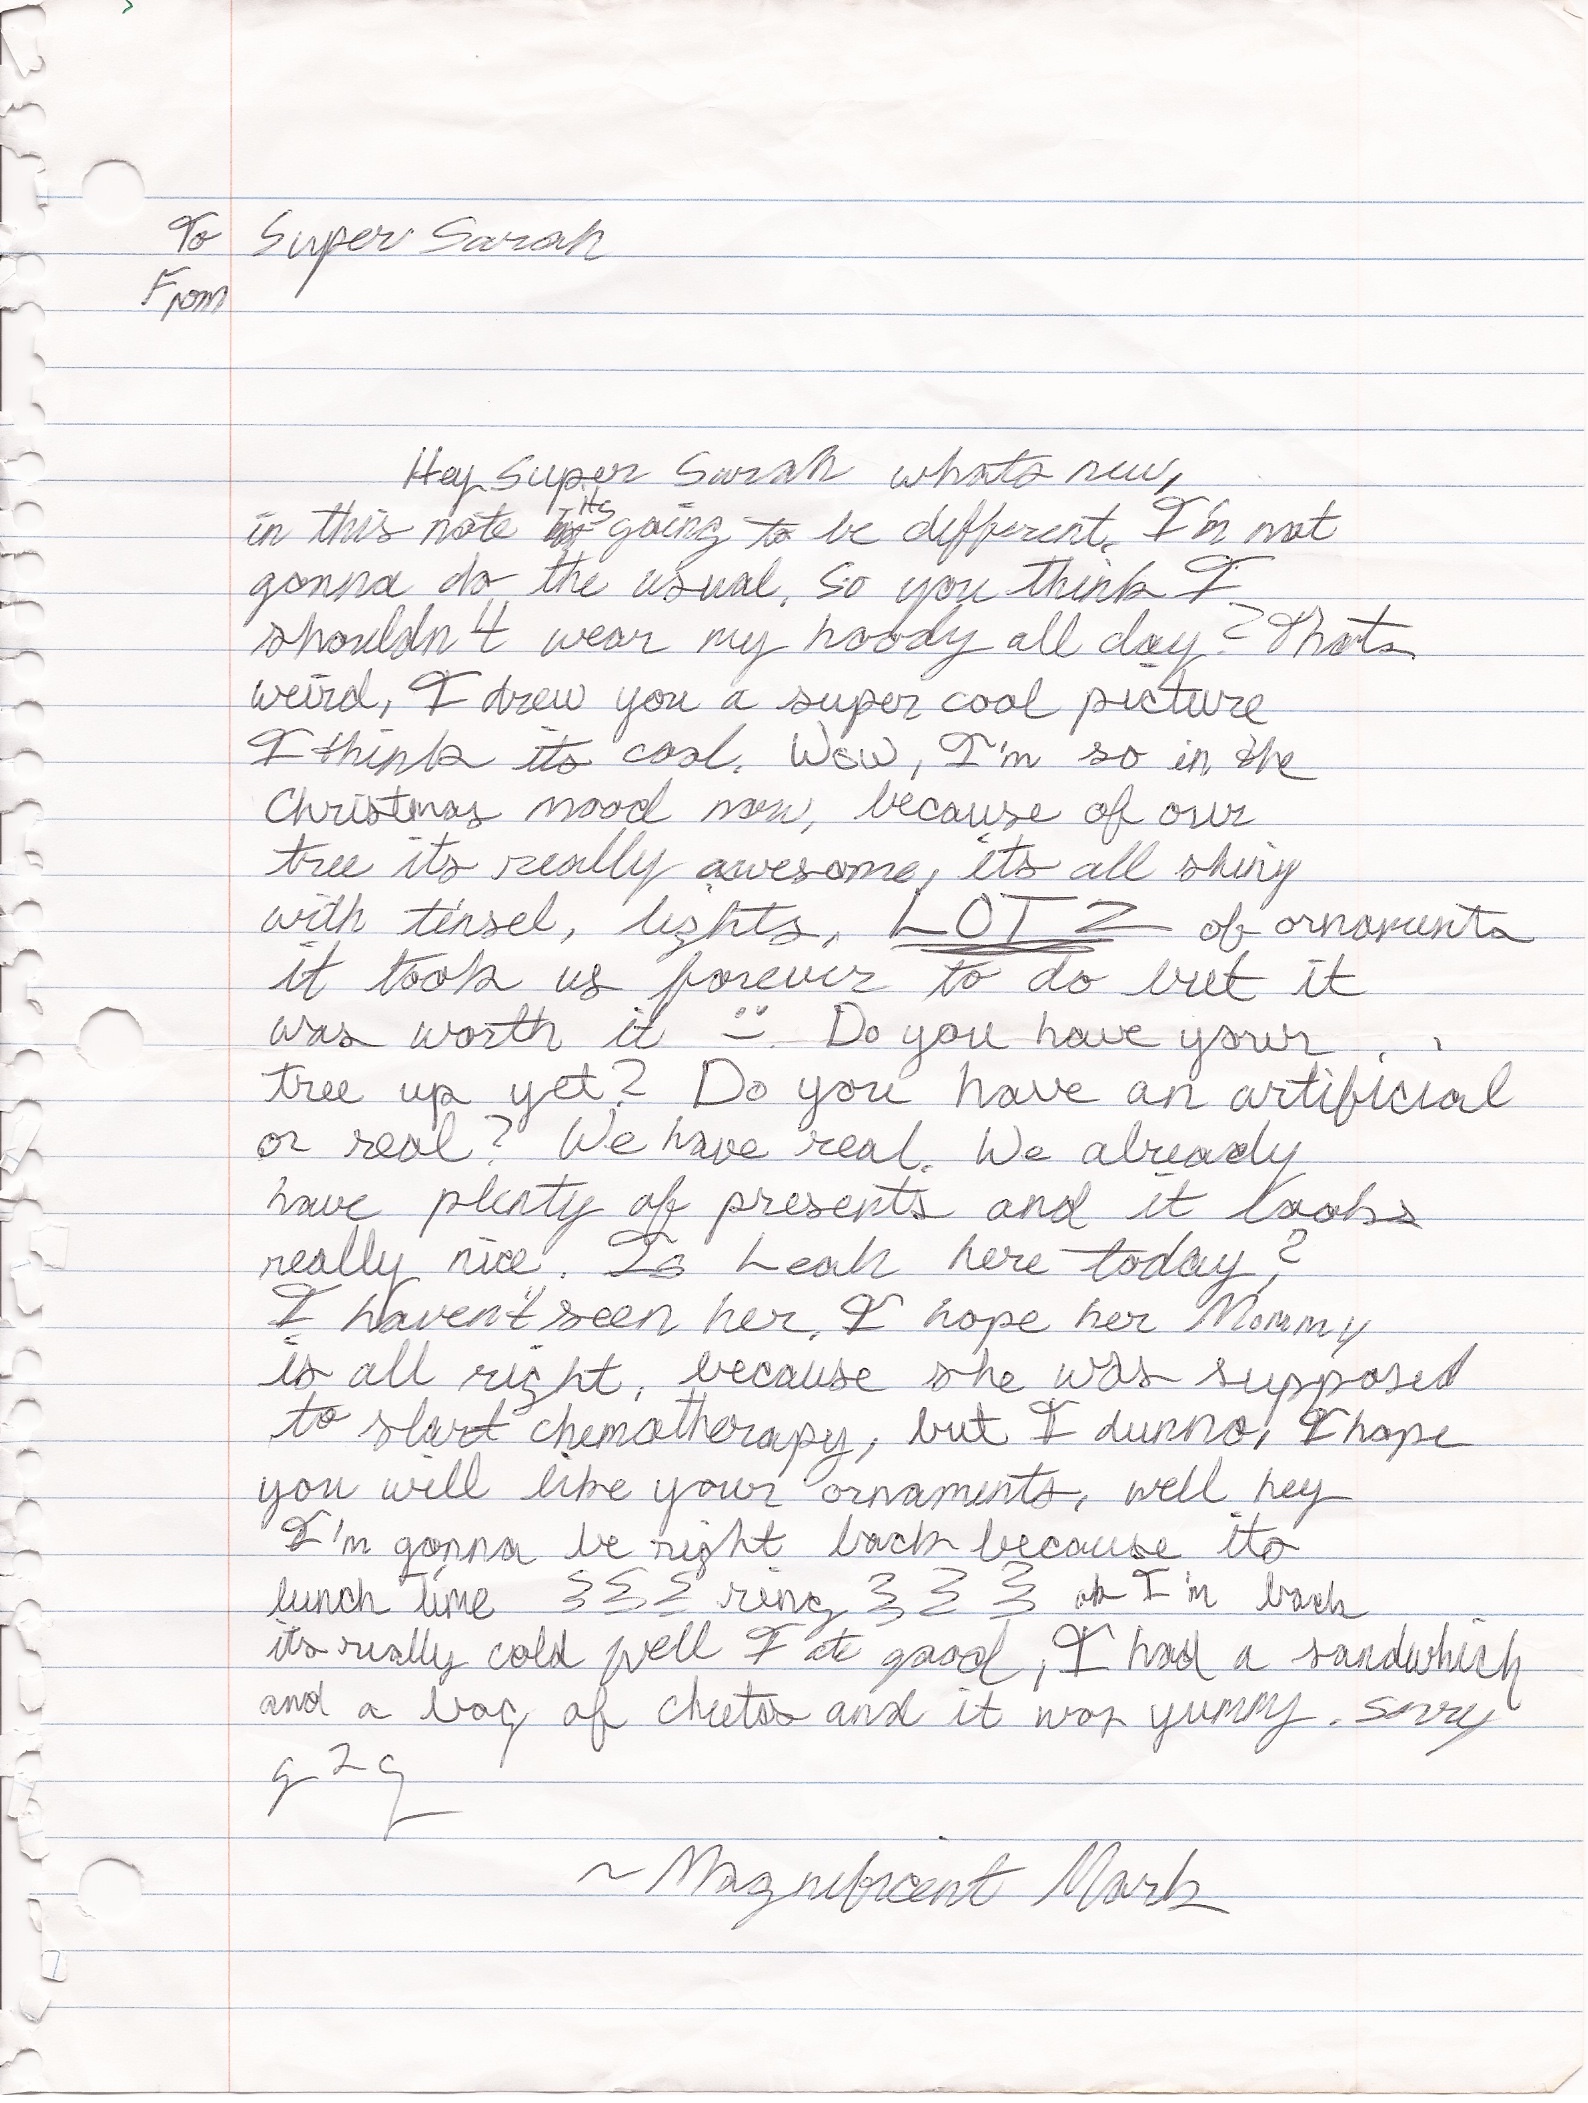 To Super Sarah
From
Hey Super Sarah whats new,
in this note Its going to be different. I'm not
gonna do the usual. So you think I
shouldn't wear my hoody all day? Thats
weird, I drew you a super cool picture
I think its cool. Wow, I'm so in the
Christmas mood now, because of our
tree its really awesome, its all shiny
with tinsel, lights, LOTZ of ornaments
it took us forever to do but it
was worth it Do you have your
tree up yet? Do you have an artificial
or real? We have real. We already
have plenty of presents and it looks
really nice. Is Leah here today?
I haven't seen her. I hope her Mommy
is all right, because she was supposed
to start chemotherapy, but I dunno, I hope
you will like your ornaments, well hey
I'm gonna be right back because its
lunch time ring ok I'm back
its really cold well I ate good, I had a sandwhich
and a bag of cheetos and it was yummy. Sorry
g2g
~Magnificent Mark